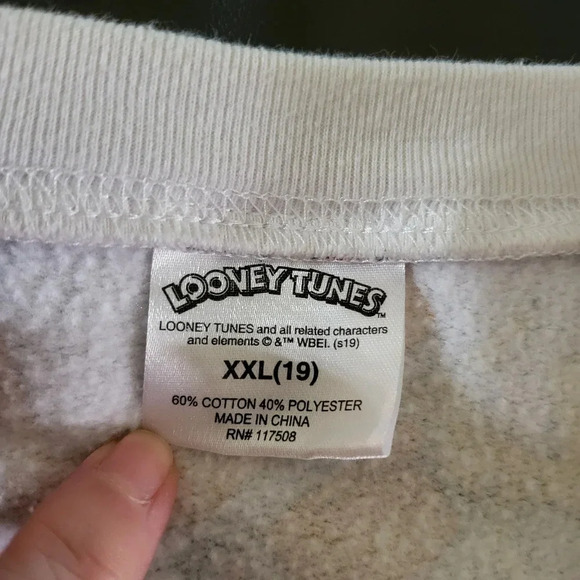 LOONEY TUNES™
LOONEY TUNES and all related characters
and elements © &™ WBEI. (s19)
XXL(19)
60% COTTON 40% POLYESTER
MADE IN CHINA
RN# 117508